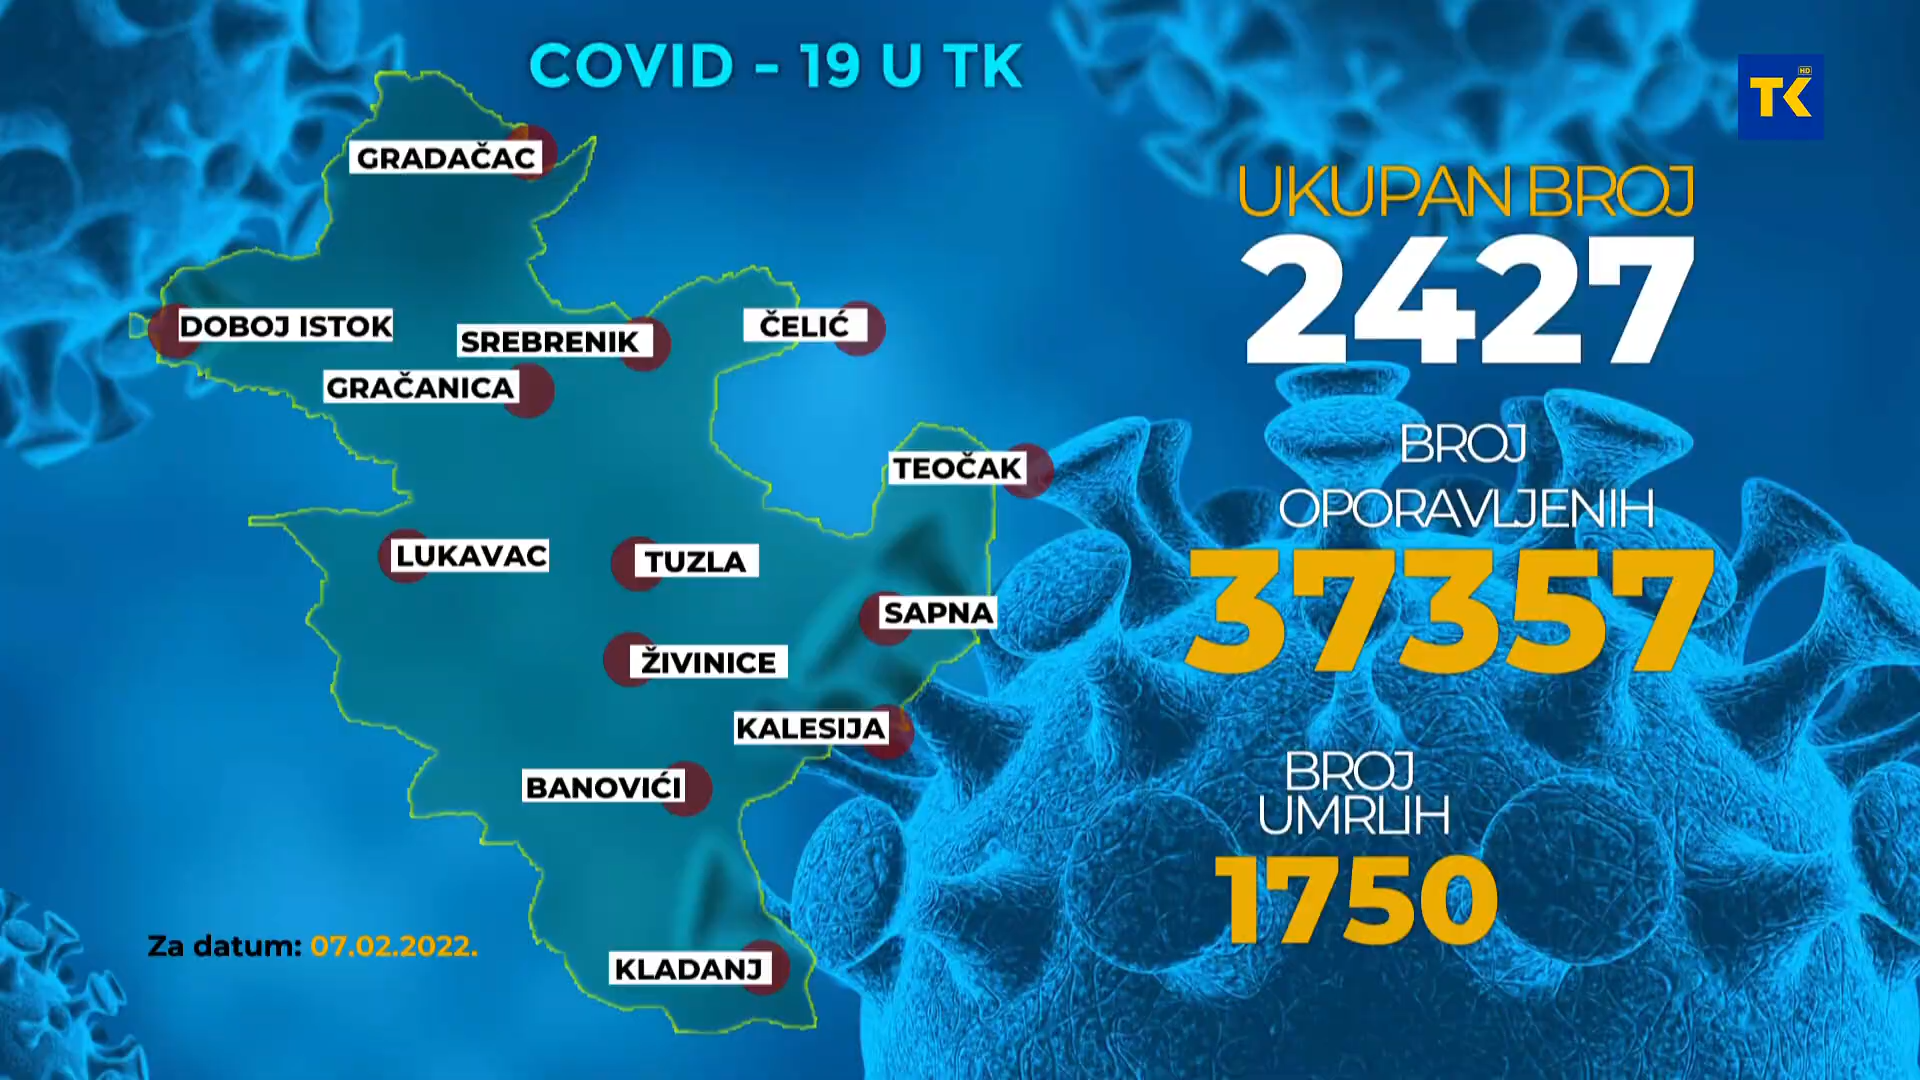 COVID - 19 U TK
TK HD
GRADAČAC
DOBOJ ISTOK
SREBRENIK
ČELIĆ
GRAČANICA
TEOČAK
LUKAVAC
TUZLA
SAPNA
ŽIVINICE
KALESIJA
BANOVIĆI
KLADANJ
Za datum: 07.02.2022.
UKUPAN BROJ
2427
BROJ
OPORAVLJENIH
37357
BROJ
UMRLIH
1750